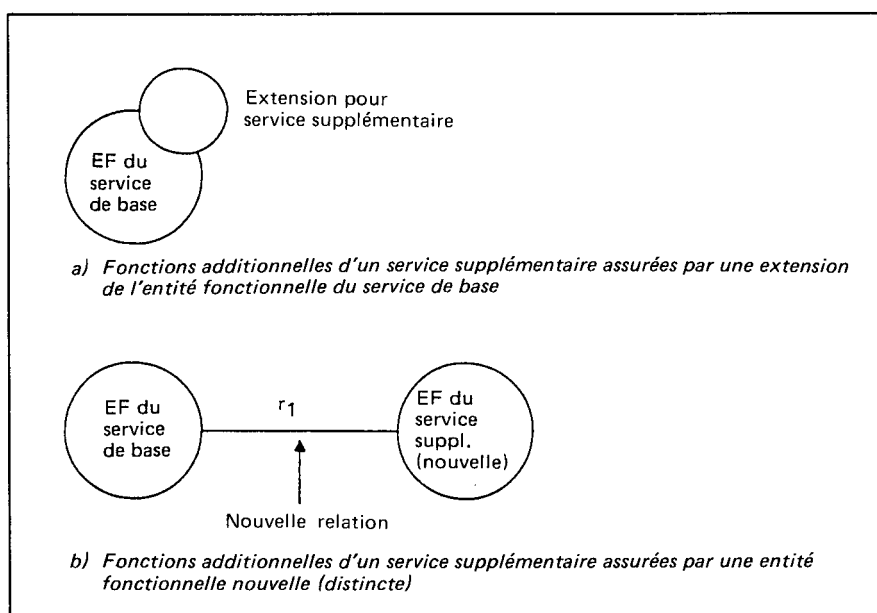 Extension pour
service supplémentaire
EF du
service
de base
a) Fonctions additionnelles d'un service supplémentaire assurées par une extension
de l'entité fonctionnelle du service de base
EF du
service
de base
r1
EF du
service
suppl.
(nouvelle)
Nouvelle relation
b) Fonctions additionnelles d'un service supplémentaire assurées par une entité
fonctionnelle nouvelle (distincte)